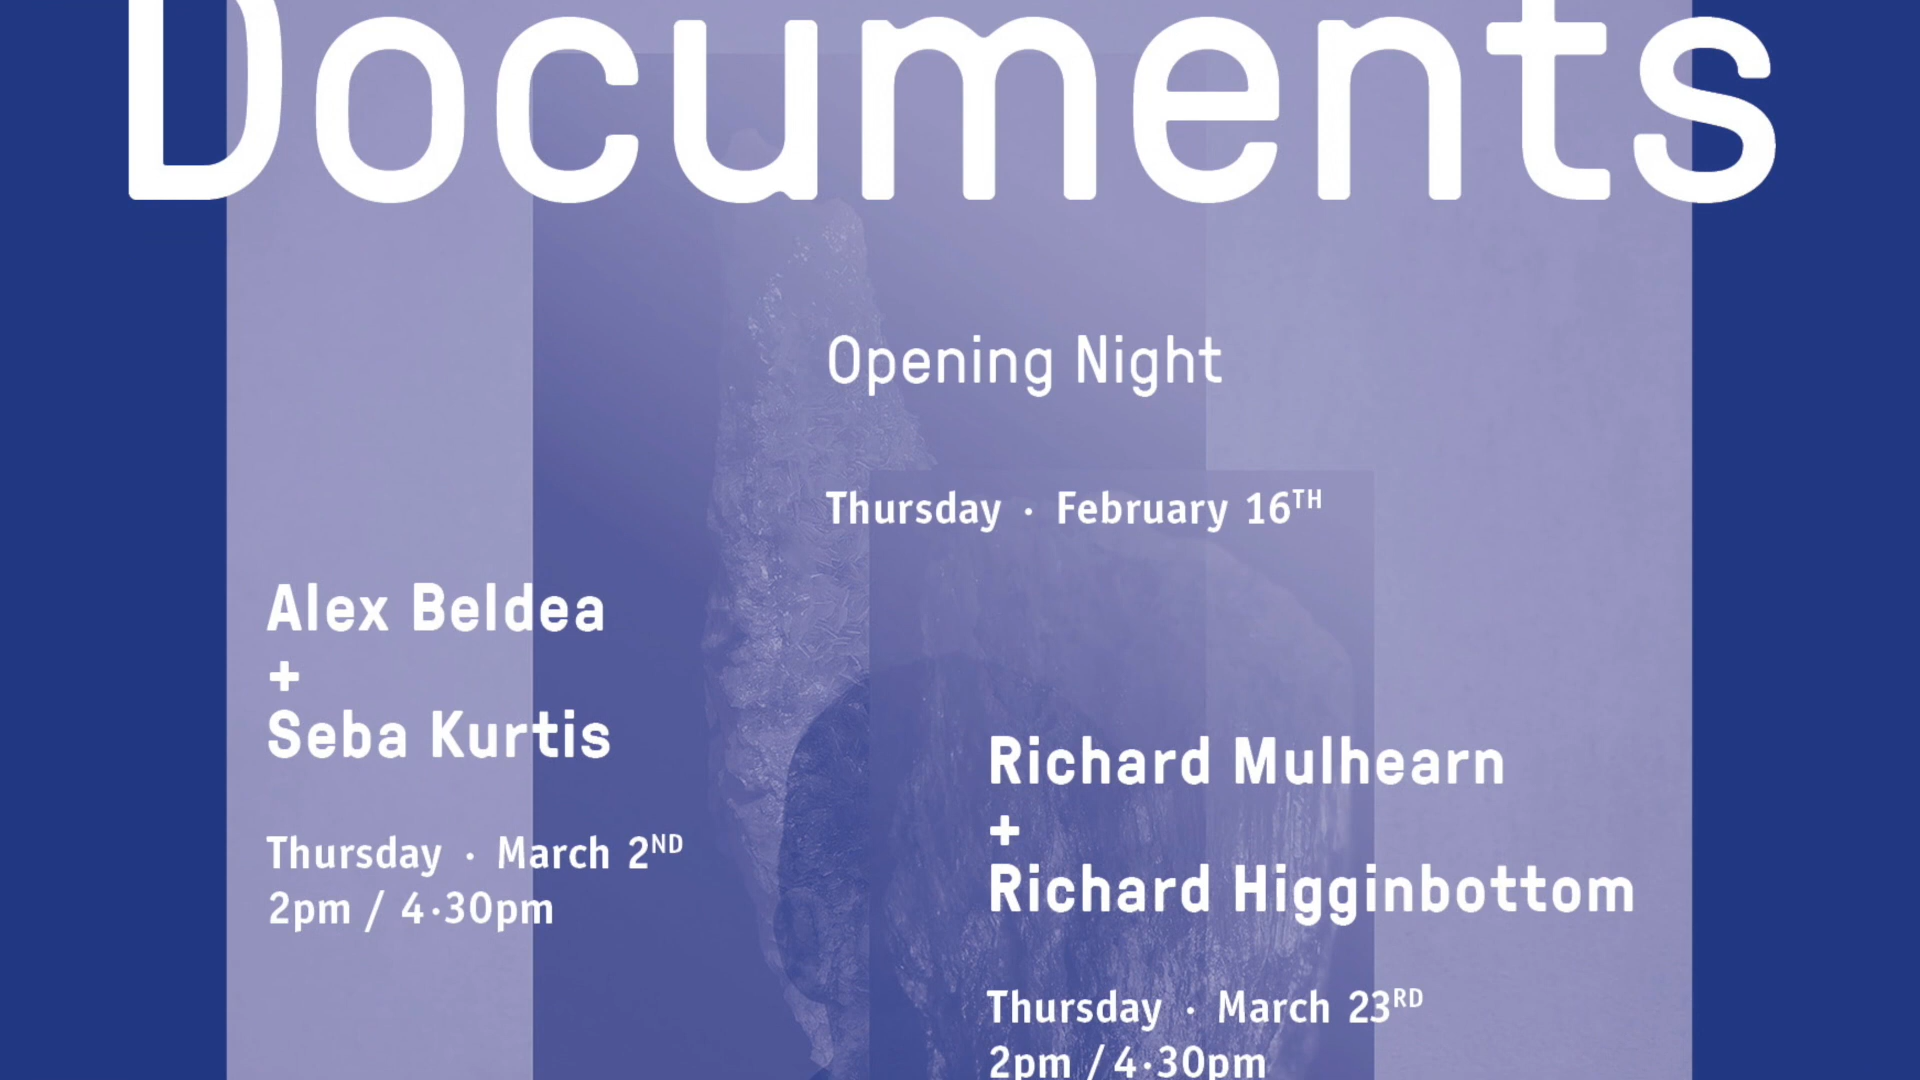 Documents
Opening Night
Thursday · February 16TH
Alex Beldea
+
Seba Kurtis
Thursday · March 2ND
2pm / 4·30pm
Richard Mulhearn
+
Richard Higginbottom
Thursday · March 23RD
2pm / 4·30pm